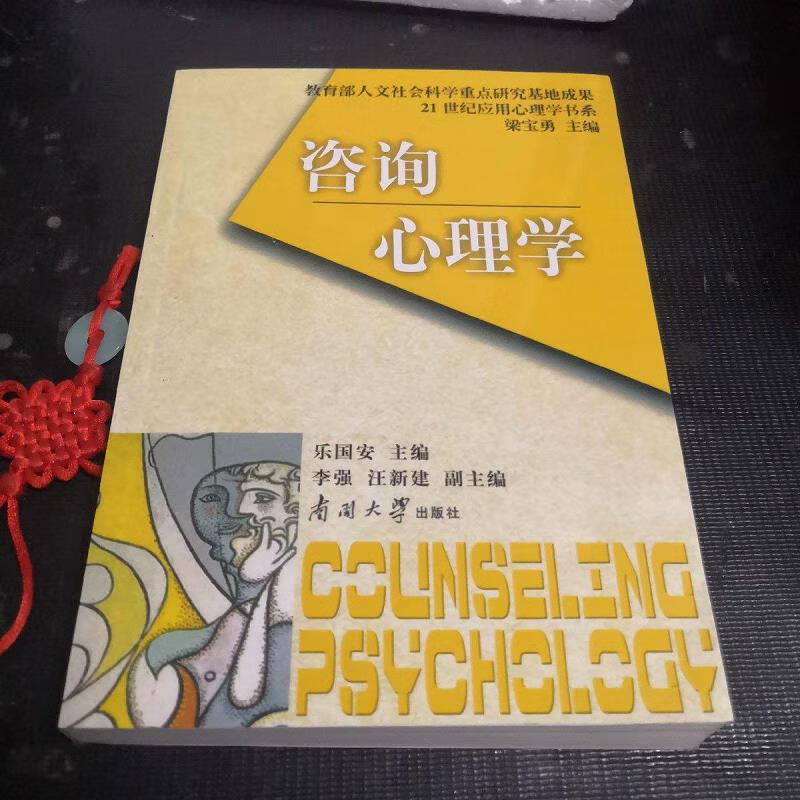 教育部人文社会科学重点研究基地成果
21世纪应用心理学书系
梁宝勇 主编
咨询
心理学
乐国安 主编
李强 汪新建 副主编
南开大学出版社
COUNSELING
PSYCHOLOGY